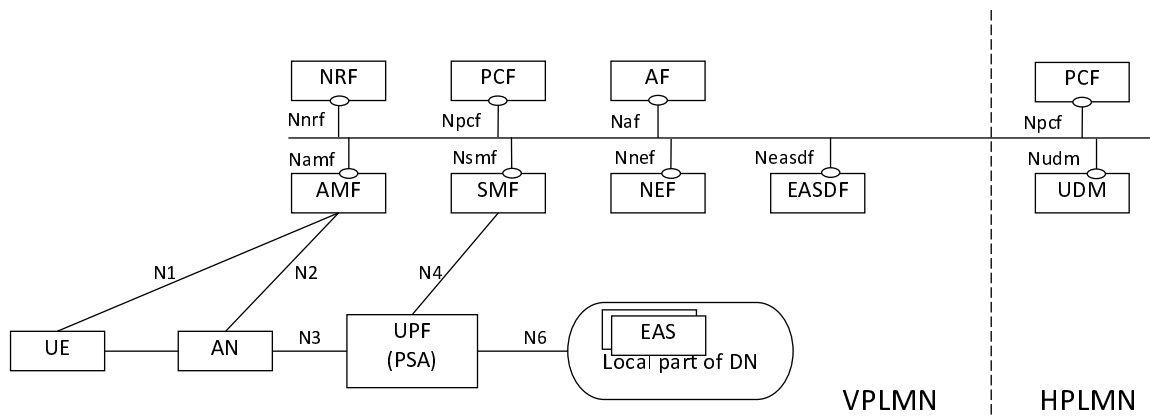 NRF
PCF
AF
PCF
Nnrf
Npcf
Naf
Npcf
Namf
Nsmf
Nnef
Neasdf
Nudm
AMF
SMF
NEF
EASDF
UDM
N1
N2
N4
UE
AN
N3
UPF
(PSA)
N6
EAS
Local part of DN
VPLMN
HPLMN